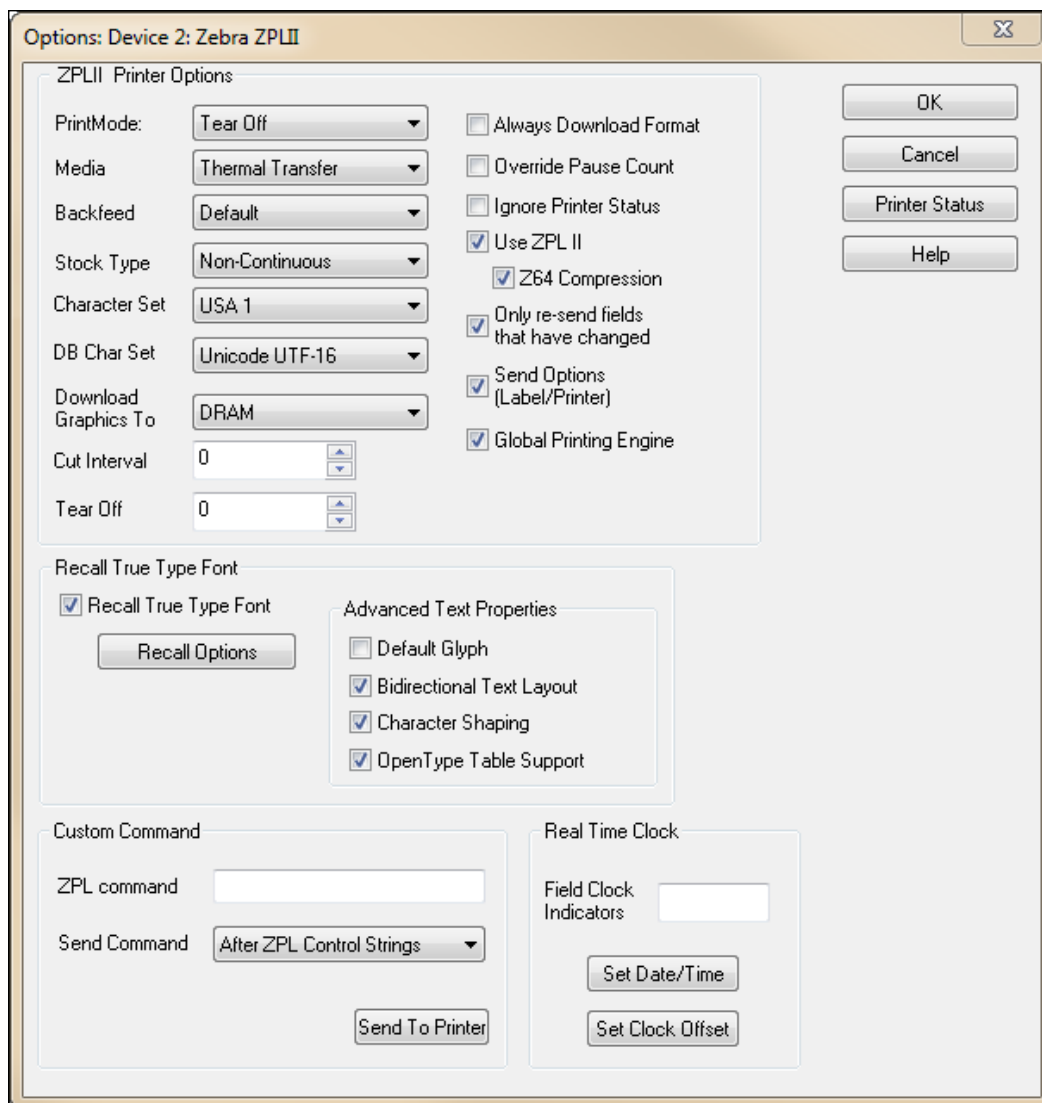 Options: Device 2: Zebra ZPLII
ZPLII Printer Options
PrintMode:
Tear Off
Media
Thermal Transfer
Backfeed
Default
Stock Type
Non-Continuous
Character Set
USA 1
DB Char Set
Unicode UTF-16
Download
Graphics To
DRAM
Cut Interval
0
Tear Off
0
Always Download Format
Override Pause Count
Ignore Printer Status
Use ZPL II
Z64 Compression
Only re-send fields
that have changed
Send Options
(Label/Printer)
Global Printing Engine
OK
Cancel
Printer Status
Help
Recall True Type Font
Recall True Type Font
Recall Options
Advanced Text Properties
Default Glyph
Bidirectional Text Layout
Character Shaping
OpenType Table Support
Custom Command
ZPL command
Send Command
After ZPL Control Strings
Send To Printer
Real Time Clock
Field Clock
Indicators
Set Date/Time
Set Clock Offset